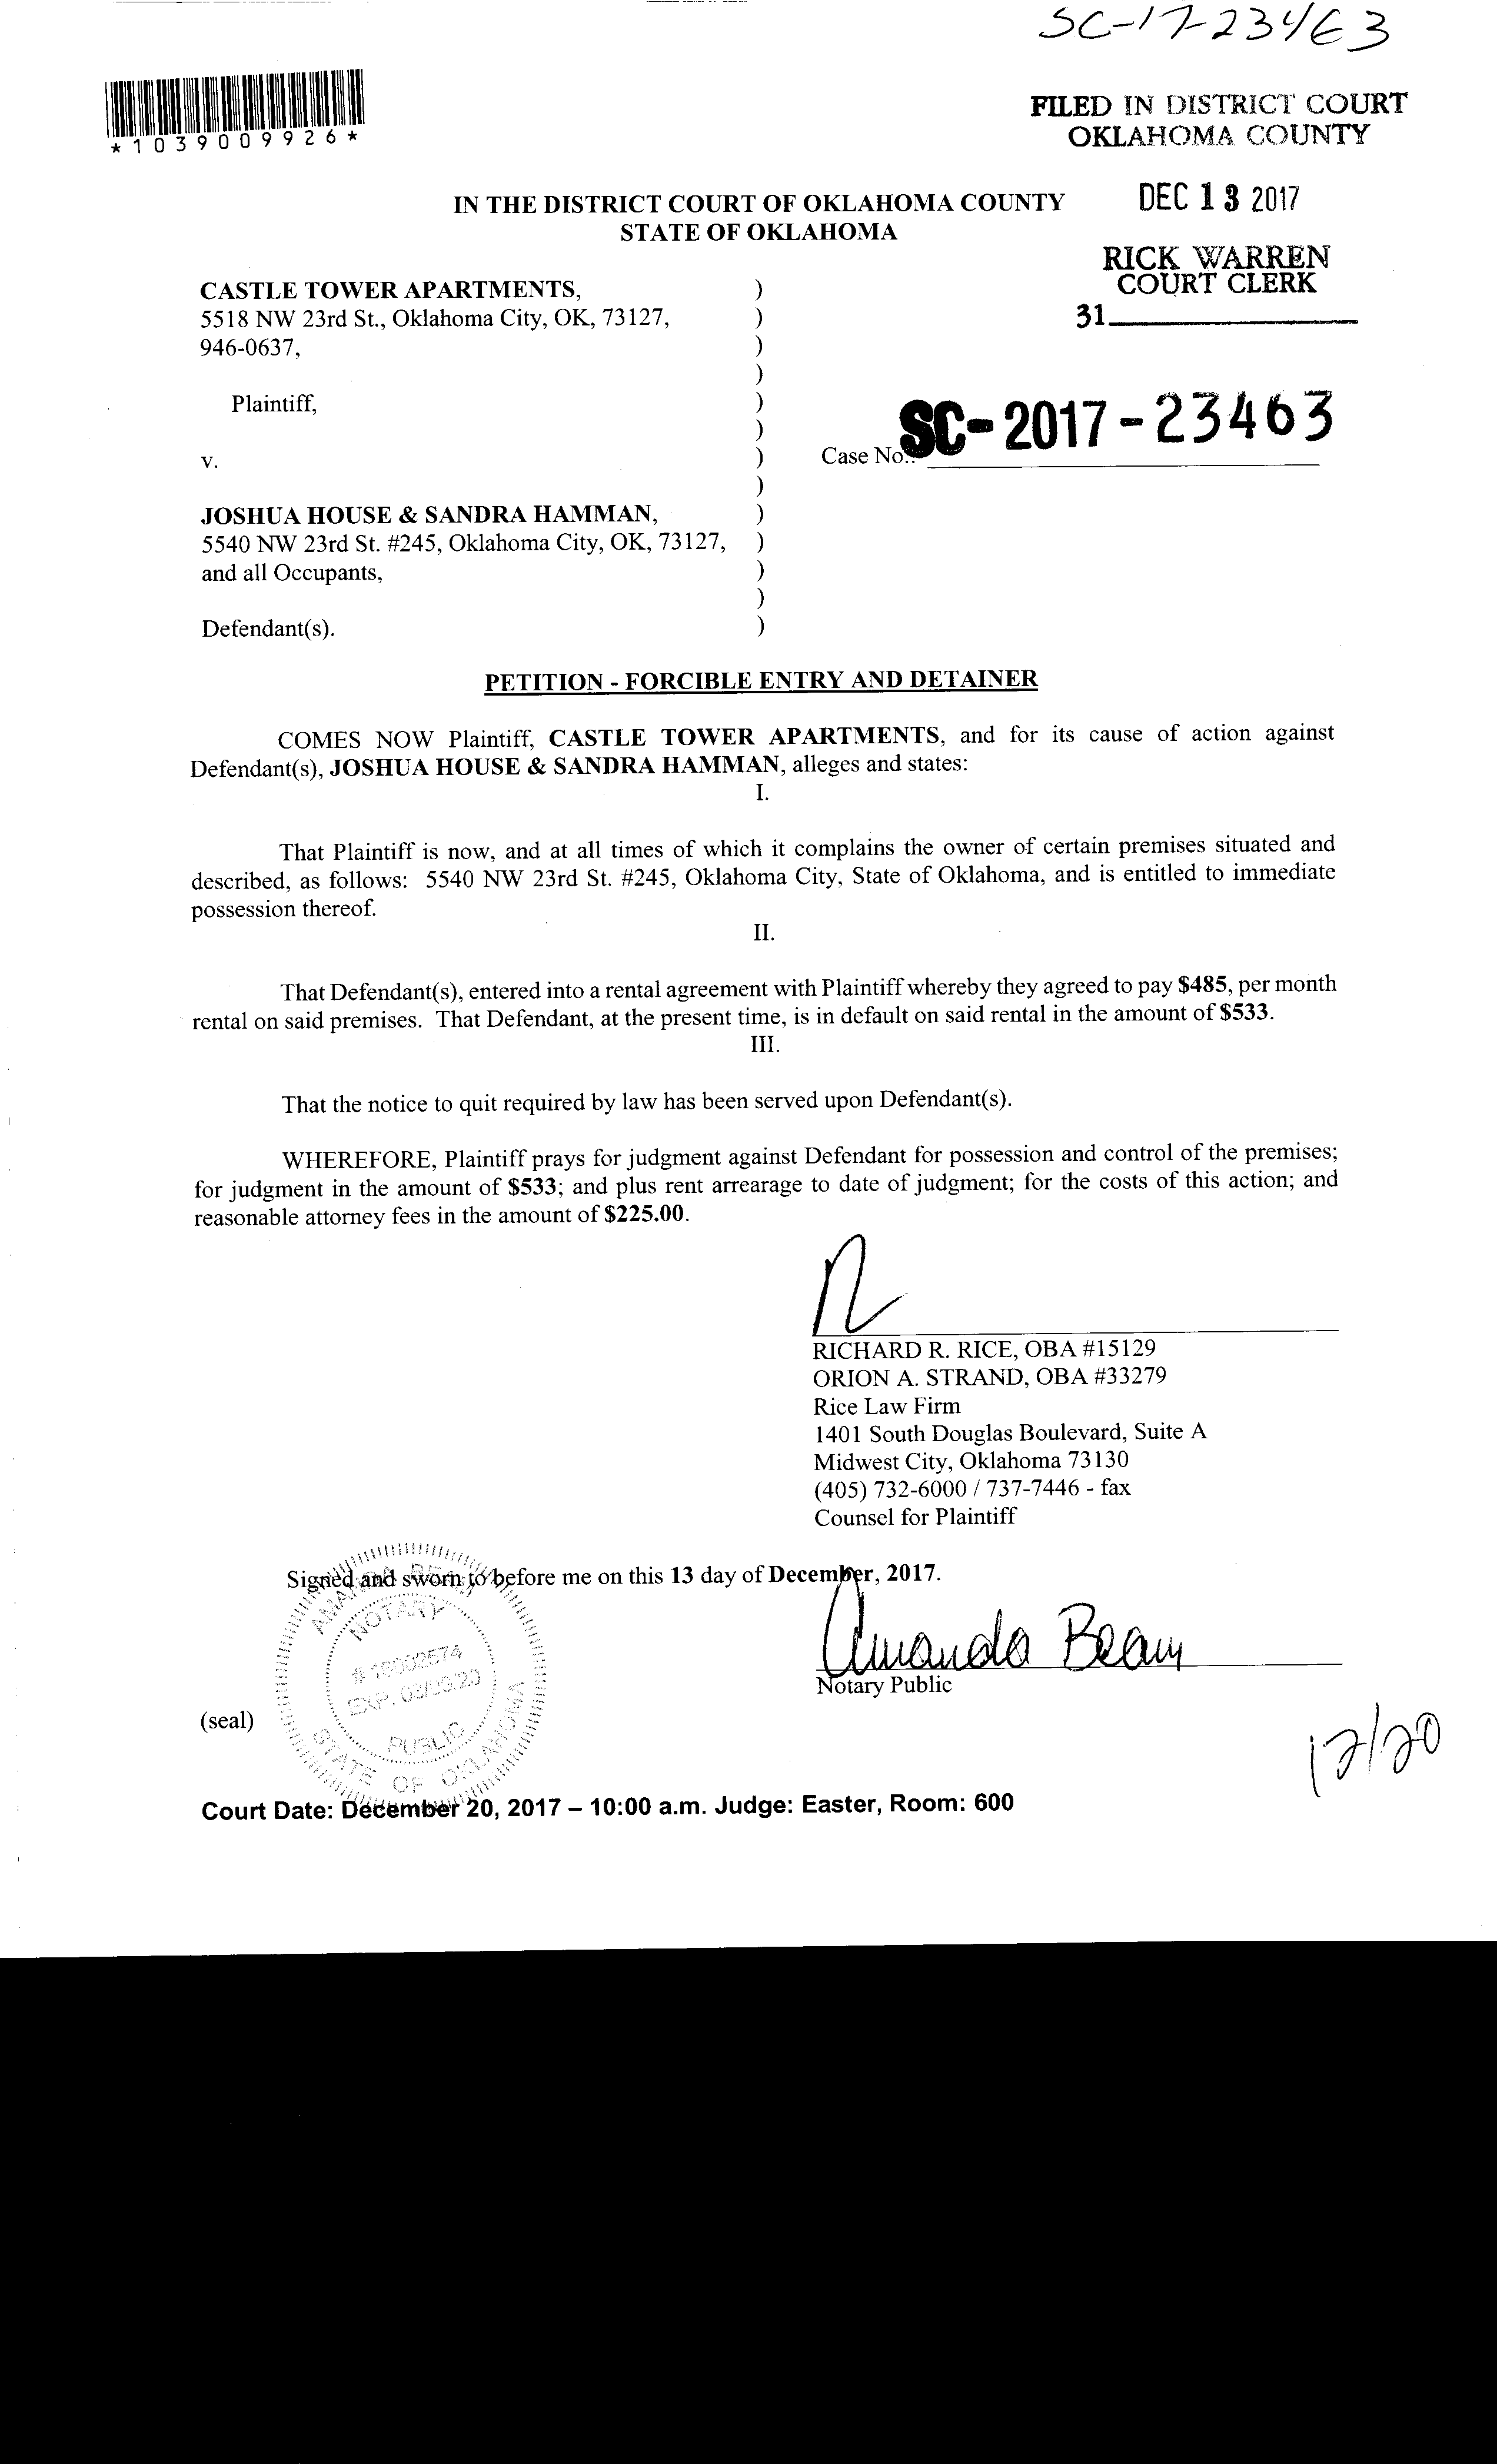 SC-17-23463
*1039009926*
FILED IN DISTRICT COURT
OKLAHOMA COUNTY
DEC 13 2017
RICK WARREN
COURT CLERK
31
IN THE DISTRICT COURT OF OKLAHOMA COUNTY
STATE OF OKLAHOMA
CASTLE TOWER APARTMENTS, )
5518 NW 23rd St., Oklahoma City, OK, 73127, )
946-0637, )
)
Plaintiff, )
)
v. ) Case No.: SC-2017-23463
)
JOSHUA HOUSE & SANDRA HAMMAN, )
5540 NW 23rd St. #245, Oklahoma City, OK, 73127, )
and all Occupants, )
)
Defendant(s). )
PETITION - FORCIBLE ENTRY AND DETAINER
COMES NOW Plaintiff, CASTLE TOWER APARTMENTS, and for its cause of action against
Defendant(s), JOSHUA HOUSE & SANDRA HAMMAN, alleges and states:
I.
That Plaintiff is now, and at all times of which it complains the owner of certain premises situated and
described, as follows: 5540 NW 23rd St. #245, Oklahoma City, State of Oklahoma, and is entitled to immediate
possession thereof.
II.
That Defendant(s), entered into a rental agreement with Plaintiff whereby they agreed to pay $485, per month
rental on said premises. That Defendant, at the present time, is in default on said rental in the amount of $533.
III.
That the notice to quit required by law has been served upon Defendant(s).
WHEREFORE, Plaintiff prays for judgment against Defendant for possession and control of the premises;
for judgment in the amount of $533; and plus rent arrearage to date of judgment; for the costs of this action; and
reasonable attorney fees in the amount of $225.00.
RICHARD R. RICE, OBA #15129
ORION A. STRAND, OBA #33279
Rice Law Firm
1401 South Douglas Boulevard, Suite A
Midwest City, Oklahoma 73130
(405) 732-6000 / 737-7446 - fax
Counsel for Plaintiff
Signed and sworn to before me on this 13 day of December, 2017.
Amanda Beam
Notary Public
AMANDA
NOTARY
EXP.
PUBLIC
STATE OF OKLAHOMA
(seal)
12/20
Court Date: December 20, 2017 – 10:00 a.m. Judge: Easter, Room: 600